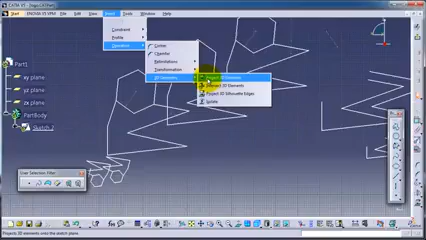 CATIA V5 - [Part1]
Start ENOVIA V5 VPM File Edit View Insert Tools Window Help
Constraint
Profile
Operation
Corner
Chamfer
Relimitations
Transformation
3D Geometry
Project 3D Elements
Intersect 3D Elements
Project 3D Silhouette Edges
Isolate
Part1
xy plane
yz plane
zx plane
PartBody
Sketch.2
User Selection Filter
Projects 3D elements onto the sketch plane